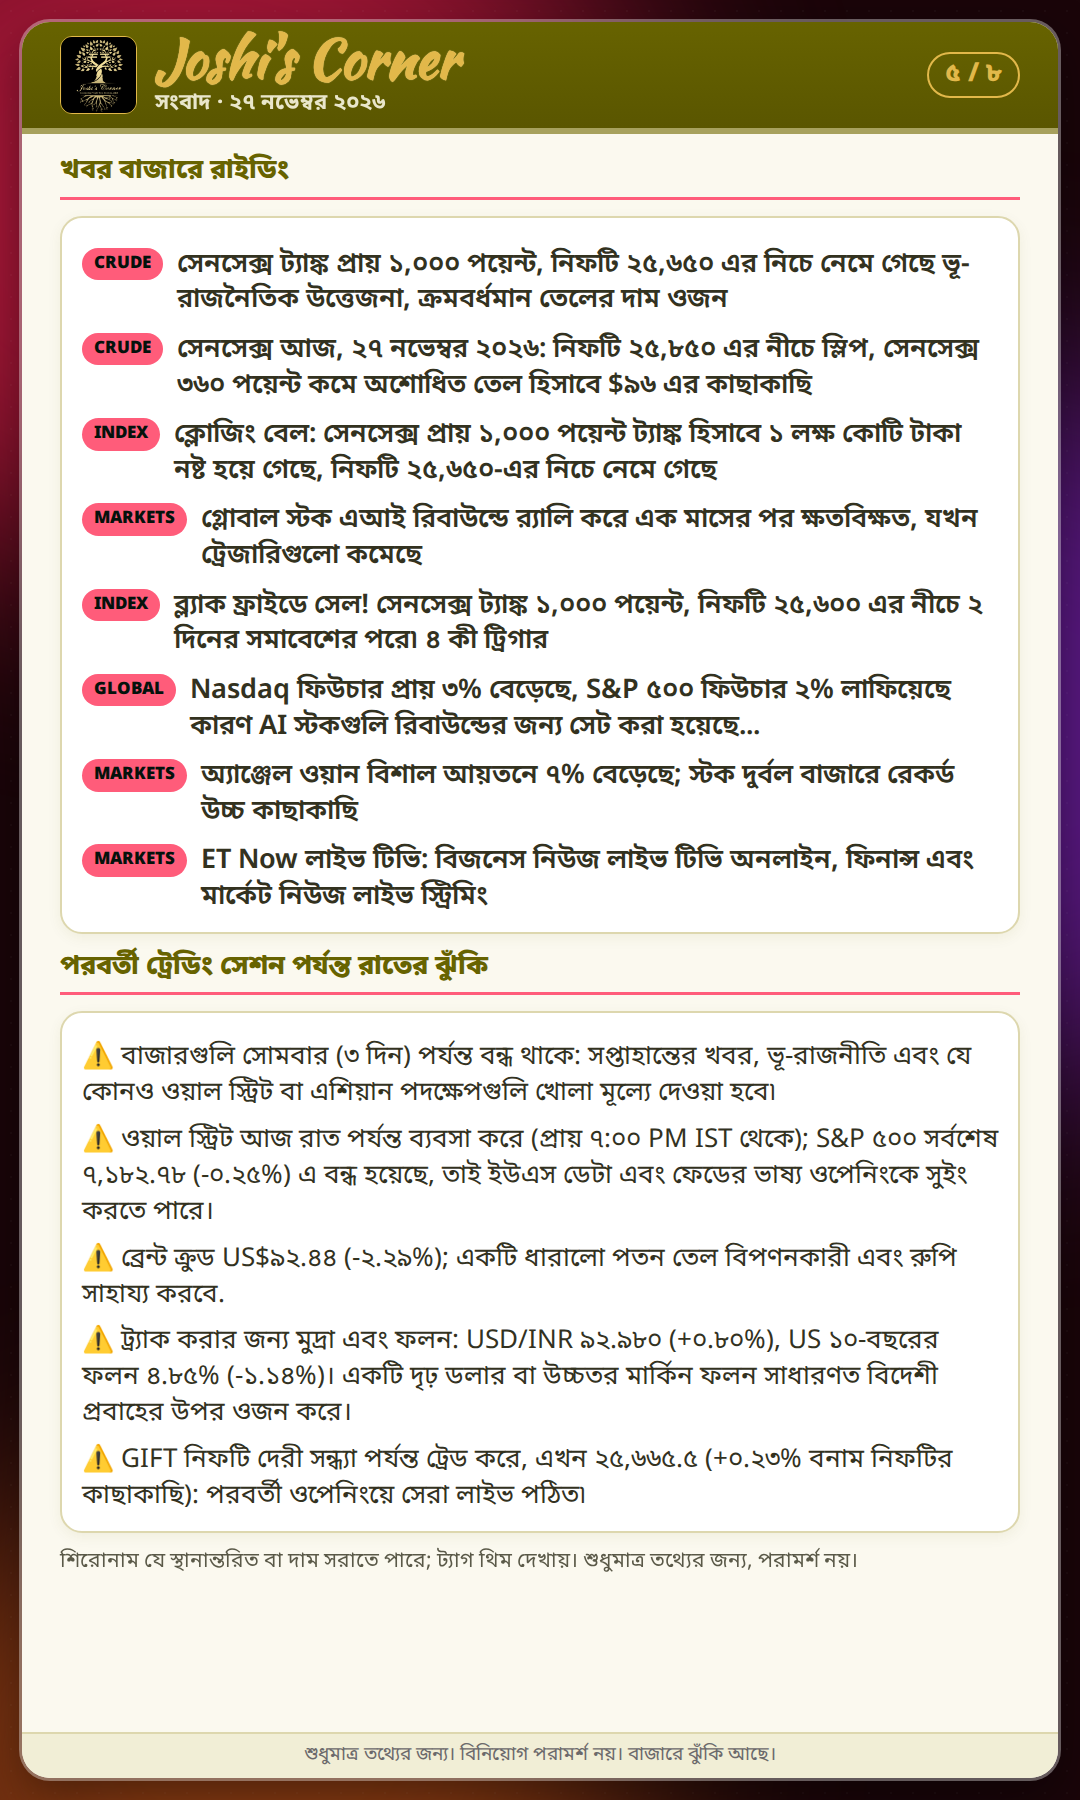 Joshi's Corner
সংবাদ · ২৭ নভেম্বর ২০২৬
৫ / ৮
খবর বাজারে রাইডিং
CRUDE সেনসেক্স ট্যাঙ্ক প্রায় ১,০০০ পয়েন্ট, নিফটি ২৫,৬৫০ এর নিচে নেমে গেছে ভূ-
রাজনৈতিক উত্তেজনা, ক্রমবর্ধমান তেলের দাম ওজন
CRUDE সেনসেক্স আজ, ২৭ নভেম্বর ২০২৬: নিফটি ২৫,৮৫০ এর নীচে স্লিপ, সেনসেক্স
৩৬০ পয়েন্ট কমে অশোধিত তেল হিসাবে $৯৬ এর কাছাকাছি
INDEX ক্লোজিং বেল: সেনসেক্স প্রায় ১,০০০ পয়েন্ট ট্যাঙ্ক হিসাবে ১ লক্ষ কোটি টাকা
নষ্ট হয়ে গেছে, নিফটি ২৫,৬৫০-এর নিচে নেমে গেছে
MARKETS গ্লোবাল স্টক এআই রিবাউন্ডে র‍্যালি করে এক মাসের পর ক্ষতবিক্ষত, যখন
ট্রেজারিগুলো কমেছে
INDEX ব্ল্যাক ফ্রাইডে সেল! সেনসেক্স ট্যাঙ্ক ১,০০০ পয়েন্ট, নিফটি ২৫,৬০০ এর নীচে ২
দিনের সমাবেশের পরে৷ ৪ কী ট্রিগার
GLOBAL Nasdaq ফিউচার প্রায় ৩% বেড়েছে, S&P ৫০০ ফিউচার ২% লাফিয়েছে
কারণ AI স্টকগুলি রিবাউন্ডের জন্য সেট করা হয়েছে...
MARKETS অ্যাঞ্জেল ওয়ান বিশাল আয়তনে ৭% বেড়েছে; স্টক দুর্বল বাজারে রেকর্ড
উচ্চ কাছাকাছি
MARKETS ET Now লাইভ টিভি: বিজনেস নিউজ লাইভ টিভি অনলাইন, ফিনান্স এবং
মার্কেট নিউজ লাইভ স্ট্রিমিং
পরবর্তী ট্রেডিং সেশন পর্যন্ত রাতের ঝুঁকি
⚠️ বাজারগুলি সোমবার (৩ দিন) পর্যন্ত বন্ধ থাকে: সপ্তাহান্তের খবর, ভূ-রাজনীতি এবং যে
কোনও ওয়াল স্ট্রিট বা এশিয়ান পদক্ষেপগুলি খোলা মূল্যে দেওয়া হবে৷
⚠️ ওয়াল স্ট্রিট আজ রাত পর্যন্ত ব্যবসা করে (প্রায় ৭:০০ PM IST থেকে); S&P ৫০০ সর্বশেষ
৭,১৮২.৭৮ (-০.২৫%) এ বন্ধ হয়েছে, তাই ইউএস ডেটা এবং ফেডের ভাষ্য ওপেনিংকে সুইং
করতে পারে।
⚠️ ব্রেন্ট ক্রুড US$৯২.৪৪ (-২.২৯%); একটি ধারালো পতন তেল বিপণনকারী এবং রুপি
সাহায্য করবে.
⚠️ ট্র্যাক করার জন্য মুদ্রা এবং ফলন: USD/INR ৯২.৯৮০ (+০.৮০%), US ১০-বছরের
ফলন ৪.৮৫% (-১.১৪%)। একটি দৃঢ় ডলার বা উচ্চতর মার্কিন ফলন সাধারণত বিদেশী
প্রবাহের উপর ওজন করে।
⚠️ GIFT নিফটি দেরী সন্ধ্যা পর্যন্ত ট্রেড করে, এখন ২৫,৬৬৫.৫ (+০.২৩% বনাম নিফটির
কাছাকাছি): পরবর্তী ওপেনিংয়ে সেরা লাইভ পঠিত৷
শিরোনাম যে স্থানান্তরিত বা দাম সরাতে পারে; ট্যাগ থিম দেখায়। শুধুমাত্র তথ্যের জন্য, পরামর্শ নয়।
শুধুমাত্র তথ্যের জন্য। বিনিয়োগ পরামর্শ নয়। বাজারে ঝুঁকি আছে।